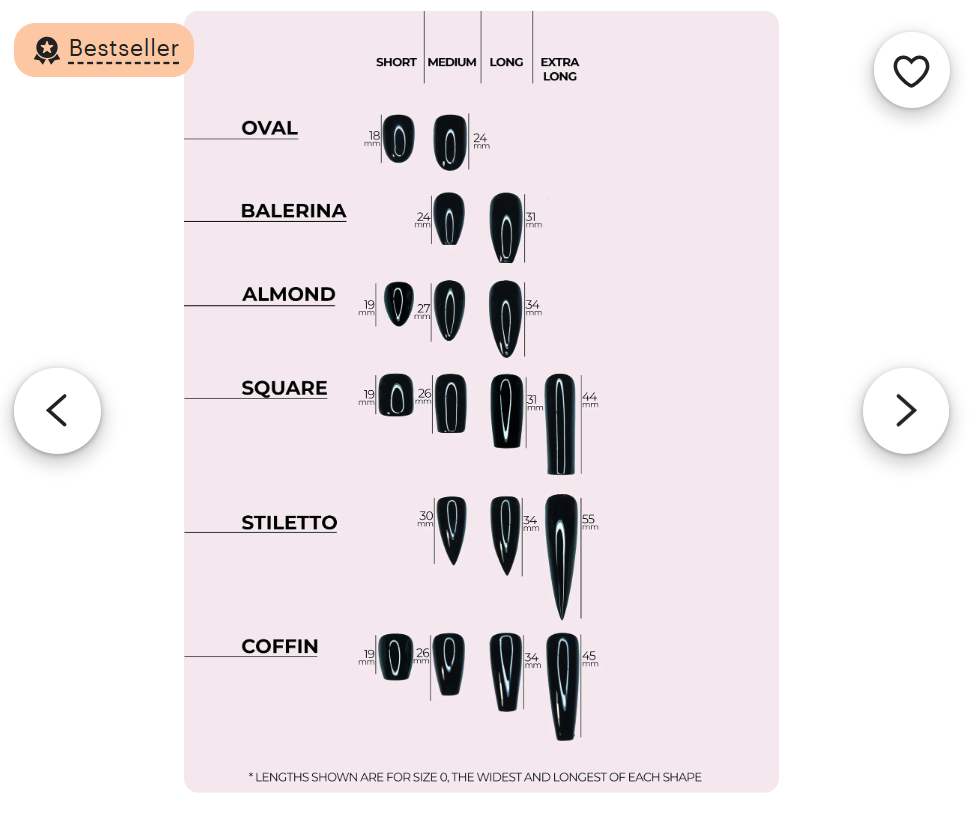 Bestseller
SHORT MEDIUM LONG EXTRA
LONG
OVAL
18
mm
24
mm
BALERINA
24
mm
31
mm
ALMOND
19
mm
27
mm
34
mm
SQUARE
19
mm
26
mm
31
mm
44
mm
STILETTO
30
mm
34
mm
55
mm
COFFIN
19
mm
26
mm
34
mm
45
mm
* LENGTHS SHOWN ARE FOR SIZE 0, THE WIDEST AND LONGEST OF EACH SHAPE